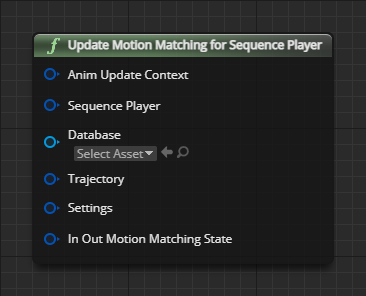 f Update Motion Matching for Sequence Player
Anim Update Context
Sequence Player
Database
Select Asset
Trajectory
Settings
In Out Motion Matching State